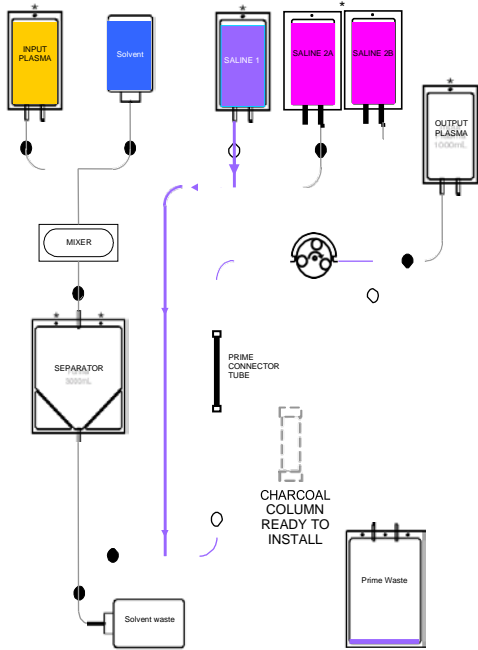 *
*
*
*
INPUT
PLASMA
Solvent
SALINE 1
SALINE 2A
SALINE 2B
OUTPUT
PLASMA
1000mL
MIXER
*
*
SEPARATOR
3000mL
PRIME
CONNECTOR
TUBE
CHARCOAL
COLUMN
READY TO
INSTALL
Prime Waste
Solvent waste